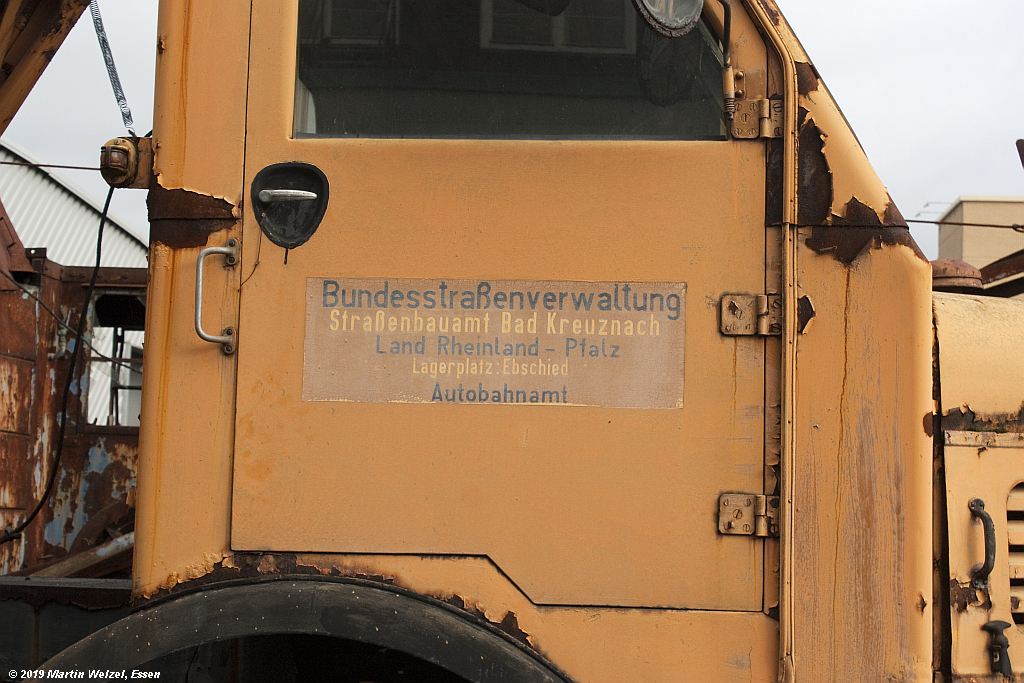 Bundesstraßenverwaltung
Straßenbauamt Bad Kreuznach
Land Rheinland - Pfalz
Lagerplatz: Ebschied
Autobahnamt
© 2019 Martin Welzel, Essen